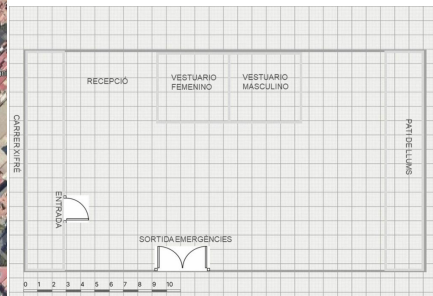 RECEPCIÓ
VESTUARIO
FEMENINO
VESTUARIO
MASCULINO
CARRER XIFRÉ
PATI DE LLUMS
ENTRADA
SORTIDA EMERGÈNCIES
0 1 2 3 4 5 6 7 8 9 10